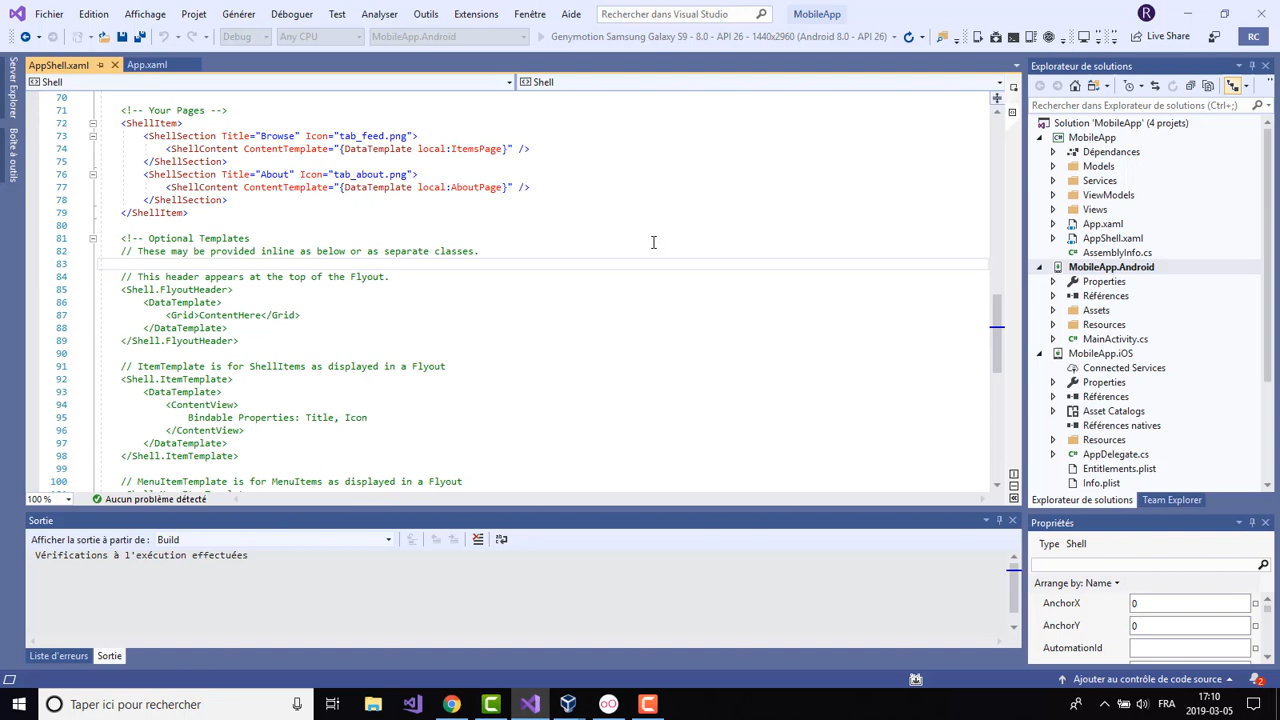 Fichier Edition Affichage Projet Générer Déboguer Test Analyser Outils Extensions Fenêtre Aide Rechercher dans Visual Studio MobileApp R
Debug Any CPU MobileApp.Android Genymotion Samsung Galaxy S9 - 8.0 - API 26 - 1440x2960 (Android 8.0 - API 26) Live Share RC
Server Explorer
Boîte à outils
AppShell.xaml App.xaml
Shell Shell
70
71 <!-- Your Pages -->
72 <ShellItem>
73 <ShellSection Title="Browse" Icon="tab_feed.png">
74 <ShellContent ContentTemplate="{DataTemplate local:ItemsPage}" />
75 </ShellSection>
76 <ShellSection Title="About" Icon="tab_about.png">
77 <ShellContent ContentTemplate="{DataTemplate local:AboutPage}" />
78 </ShellSection>
79 </ShellItem>
80
81 <!-- Optional Templates
82 // These may be provided inline as below or as separate classes.
83
84 // This header appears at the top of the Flyout.
85 <Shell.FlyoutHeader>
86 <DataTemplate>
87 <Grid>ContentHere</Grid>
88 </DataTemplate>
89 </Shell.FlyoutHeader>
90
91 // ItemTemplate is for ShellItems as displayed in a Flyout
92 <Shell.ItemTemplate>
93 <DataTemplate>
94 <ContentView>
95 Bindable Properties: Title, Icon
96 </ContentView>
97 </DataTemplate>
98 </Shell.ItemTemplate>
99
100 // MenuItemTemplate is for MenuItems as displayed in a Flyout
100 % Aucun problème détecté
Sortie
Afficher la sortie à partir de : Build
Vérifications à l'exécution effectuées
Liste d'erreurs Sortie
Explorateur de solutions
Rechercher dans Explorateur de solutions (Ctrl+;)
Solution 'MobileApp' (4 projets)
MobileApp
Dépendances
Models
Services
ViewModels
Views
App.xaml
AppShell.xaml
AssemblyInfo.cs
MobileApp.Android
Properties
Références
Assets
Resources
MainActivity.cs
MobileApp.iOS
Connected Services
Properties
Références
Asset Catalogs
Références natives
Resources
AppDelegate.cs
Entitlements.plist
Info.plist
Explorateur de solutions Team Explorer
Propriétés
Type Shell
Arrange by: Name
AnchorX 0
AnchorY 0
AutomationId
Ajouter au contrôle de code source 2
Taper ici pour rechercher FRA 17:10
2019-03-05